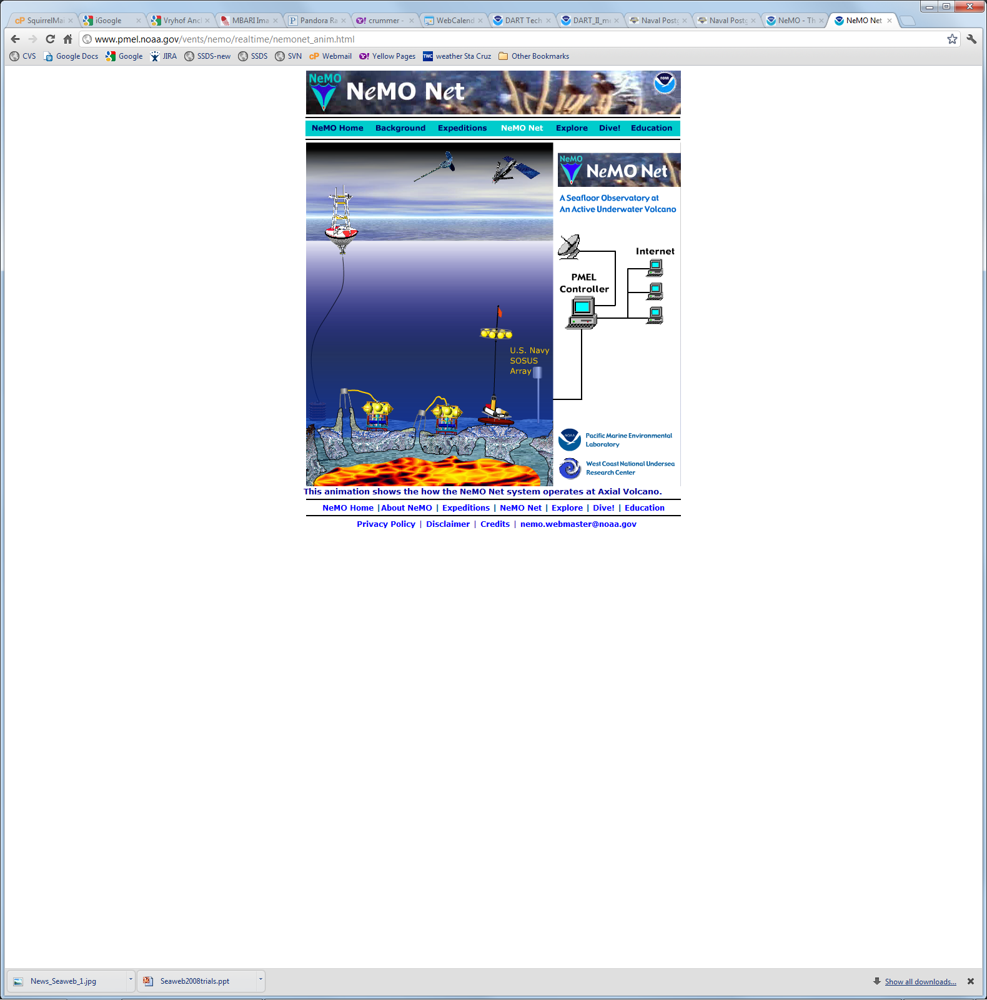 SquirrelMai
iGoogle
Vryhof Anc
MBARI Ima
Pandora Ra
crummer -
WebCalend
DART Tech
DART_II_m
Naval Postg
Naval Postg
NeMO - Th
NeMO Net
www.pmel.noaa.gov/vents/nemo/realtime/nemonet_anim.html
CVS Google Docs Google JIRA SSDS-new SSDS SVN Webmail Yellow Pages weather Sta Cruz Other Bookmarks
NeMO
NeMO Net
NOAA
NeMO Home Background Expeditions NeMO Net Explore Dive! Education
NeMO
NeMO Net
A Seafloor Observatory at
An Active Underwater Volcano
Internet
PMEL
Controller
U.S. Navy
SOSUS
Array
NOAA
Pacific Marine Environmental
Laboratory
West Coast National Undersea
Research Center
This animation shows the how the NeMO Net system operates at Axial Volcano.
NeMO Home |About NeMO | Expeditions | NeMO Net | Explore | Dive! | Education
Privacy Policy | Disclaimer | Credits | nemo.webmaster@noaa.gov
News_Seaweb_1.jpg
Seaweb2008trials.ppt
Show all downloads...